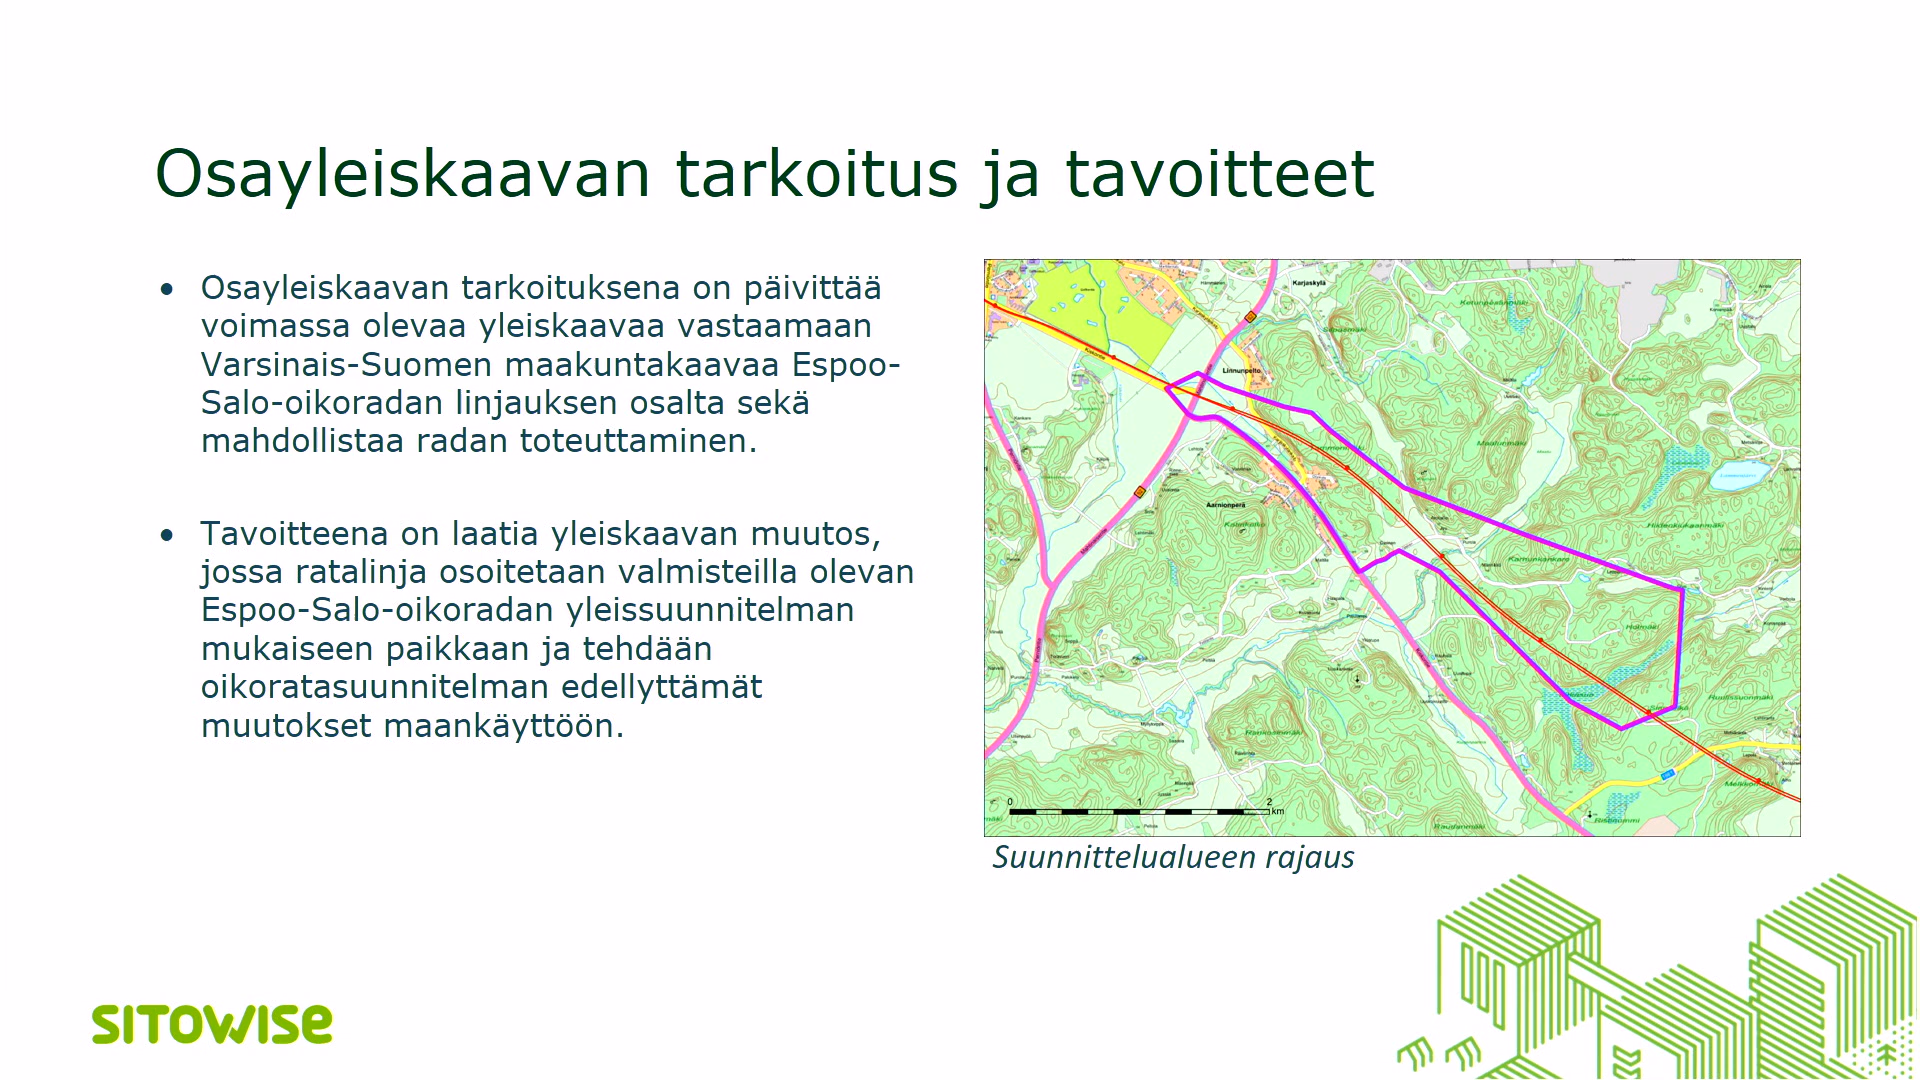 Osayleiskaavan tarkoitus ja tavoitteet
• Osayleiskaavan tarkoituksena on päivittää
voimassa olevaa yleiskaavaa vastaamaan
Varsinais-Suomen maakuntakaavaa Espoo-
Salo-oikoradan linjauksen osalta sekä
mahdollistaa radan toteuttaminen.
• Tavoitteena on laatia yleiskaavan muutos,
jossa ratalinja osoitetaan valmisteilla olevan
Espoo-Salo-oikoradan yleissuunnitelman
mukaiseen paikkaan ja tehdään
oikoratasuunnitelman edellyttämät
muutokset maankäyttöön.
Karjaskylä
Linnunpelto
Aarnionperä
0 1 2
km
Suunnittelualueen rajaus
SITOWISE